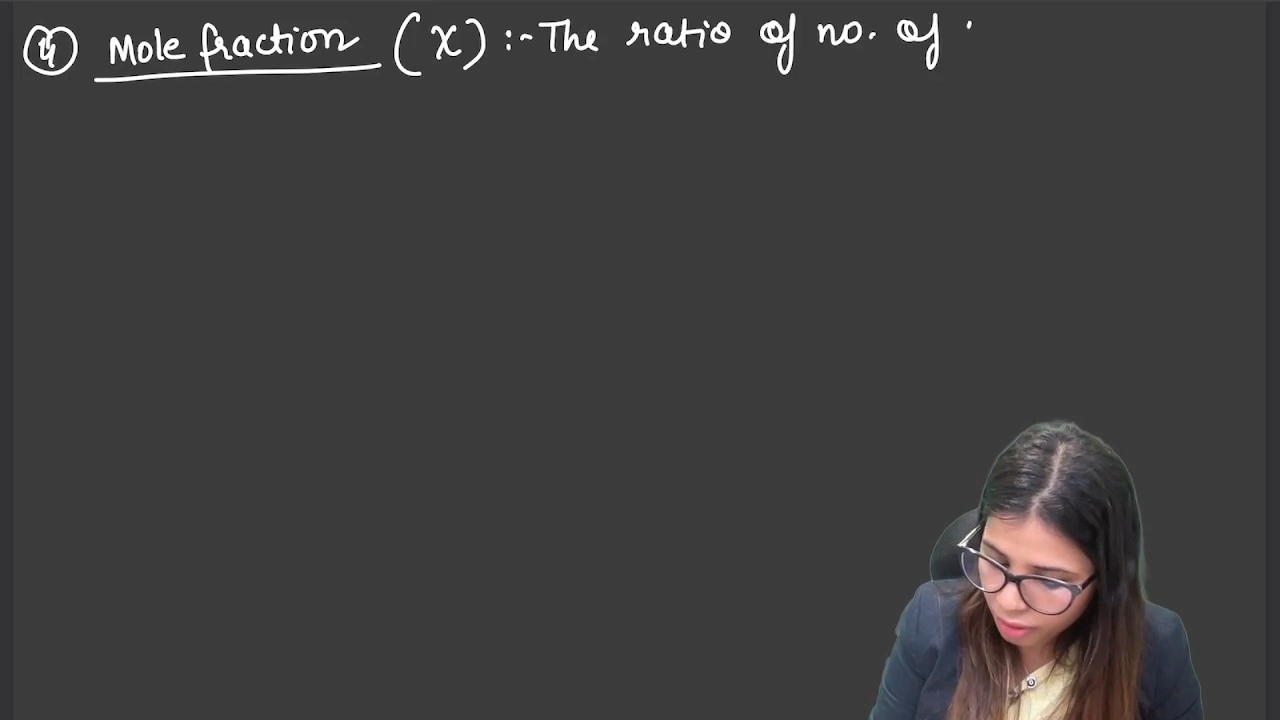 ④ Mole fraction (x) :- The ratio of no. of